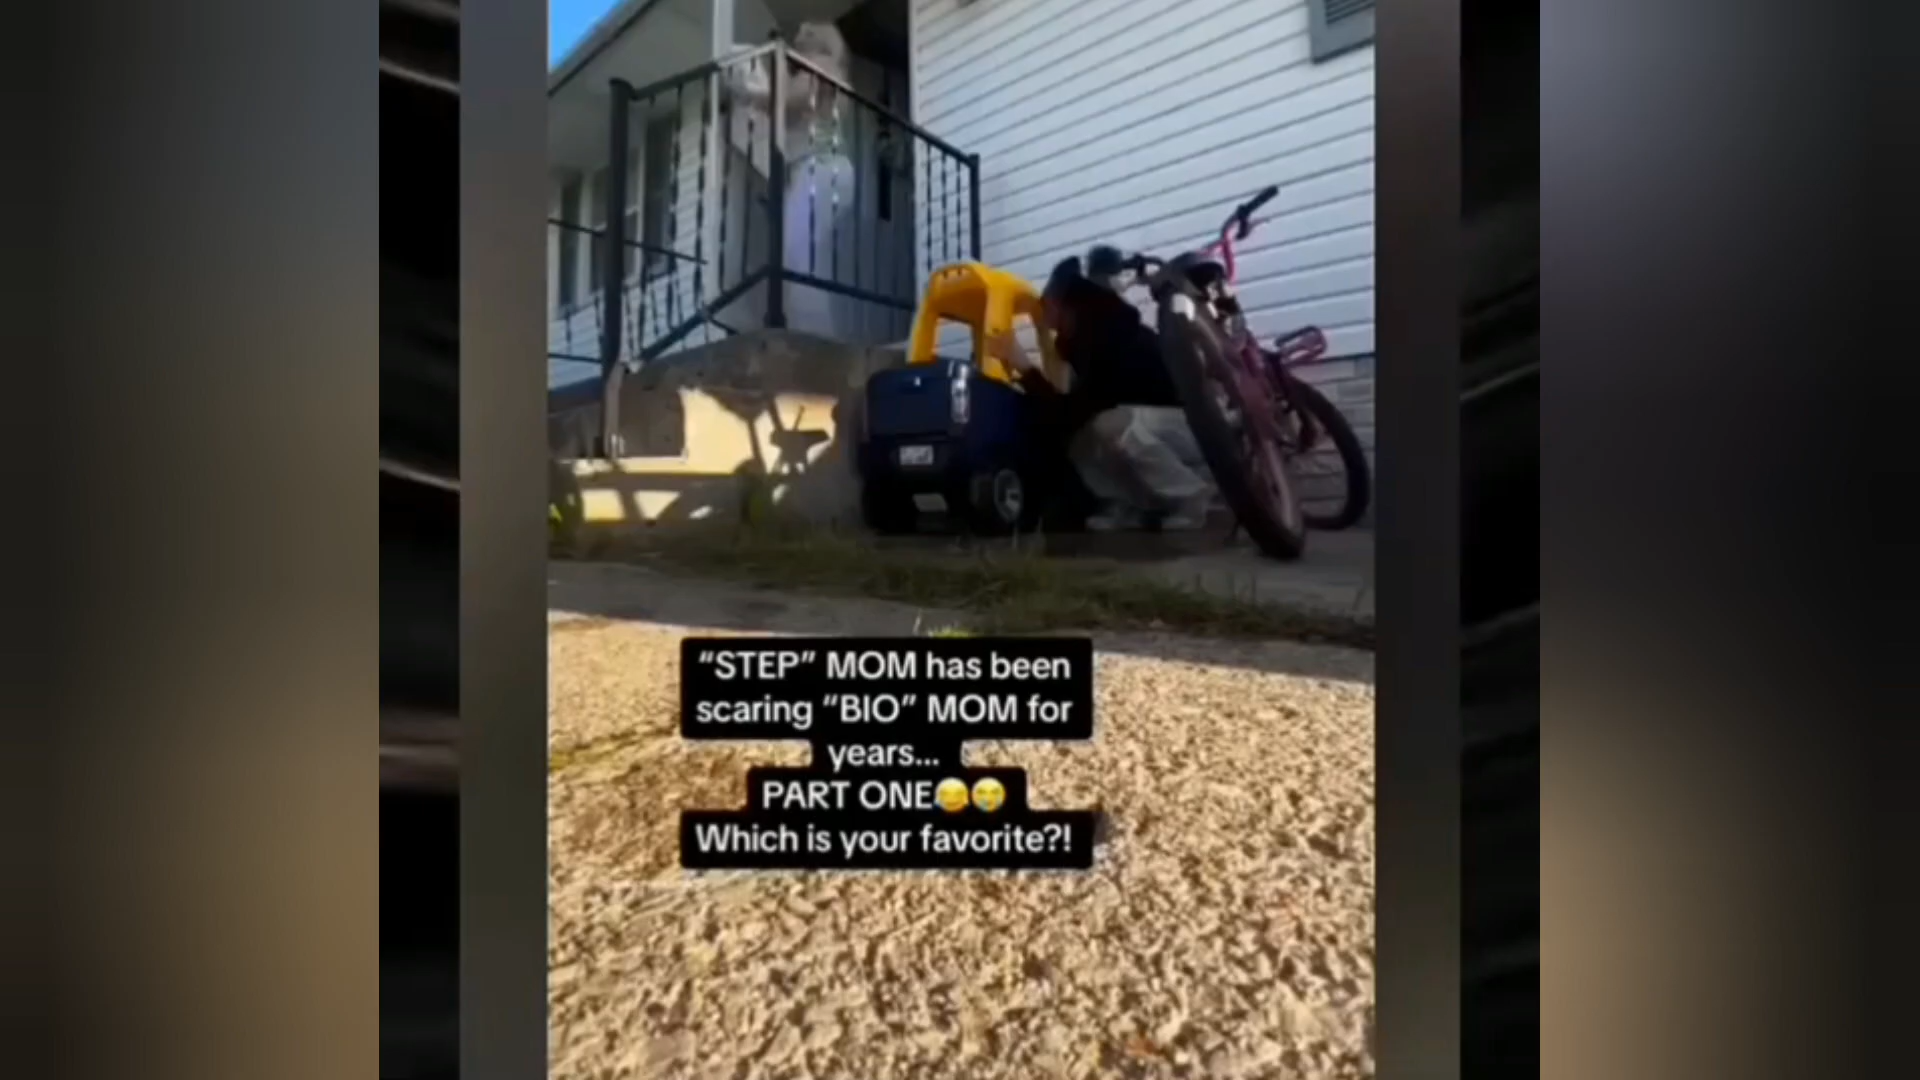 “STEP” MOM has been
scaring “BIO” MOM for
years...
PART ONE😂😭
Which is your favorite?!